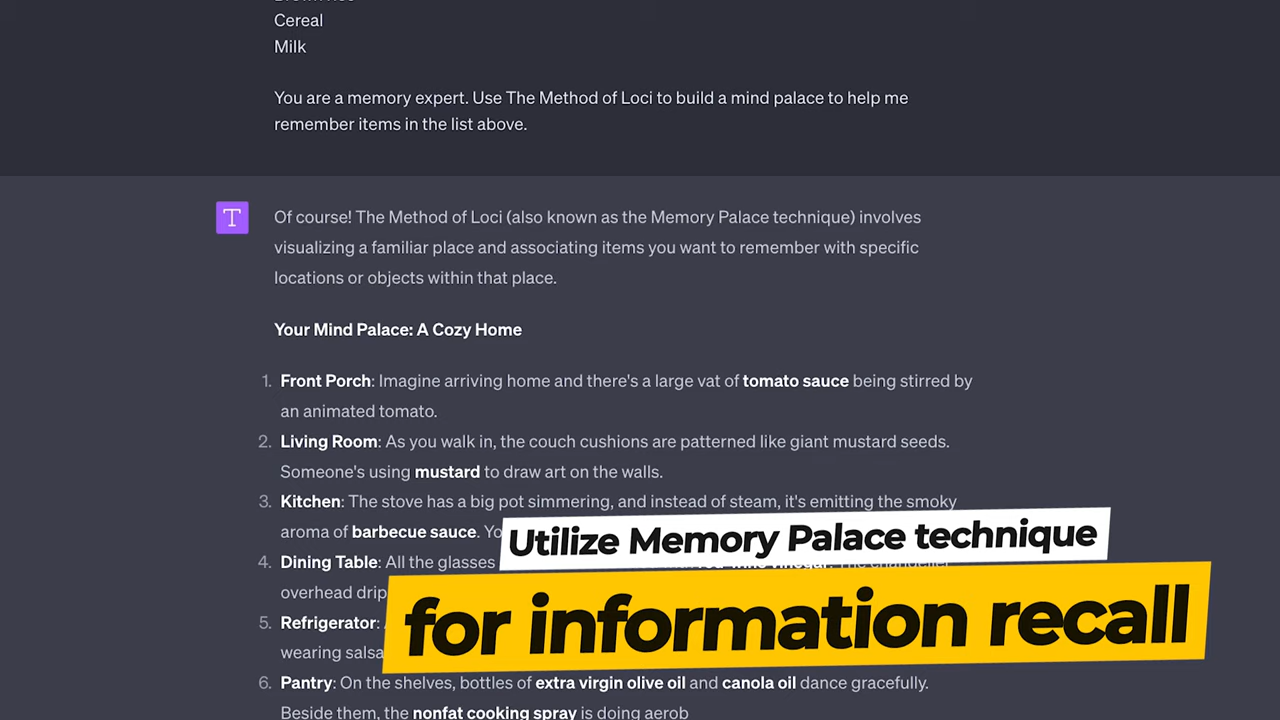 Cereal
Milk
You are a memory expert. Use The Method of Loci to build a mind palace to help me
remember items in the list above.
T
Of course! The Method of Loci (also known as the Memory Palace technique) involves
visualizing a familiar place and associating items you want to remember with specific
locations or objects within that place.
Your Mind Palace: A Cozy Home
1. Front Porch: Imagine arriving home and there's a large vat of tomato sauce being stirred by
an animated tomato.
2. Living Room: As you walk in, the couch cushions are patterned like giant mustard seeds.
Someone's using mustard to draw art on the walls.
3. Kitchen: The stove has a big pot simmering, and instead of steam, it's emitting the smoky
aroma of barbecue sauce.
4. Dining Table: All the glasses
overhead
5. Refrigerator:
wearing salsa
6. Pantry: On the shelves, bottles of extra virgin olive oil and canola oil dance gracefully.
Beside them, the nonfat cooking spray is doing aerob
Utilize Memory Palace technique
for information recall